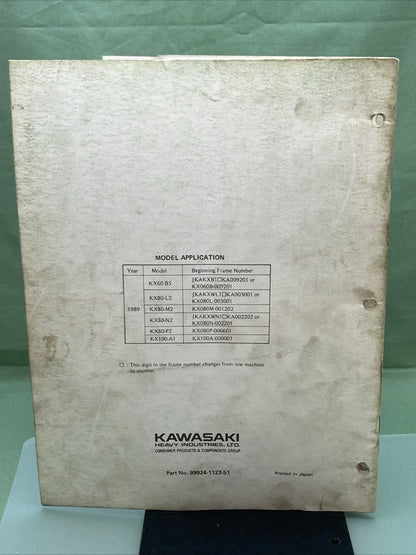 MODEL APPLICATION
Year Model Beginning Frame Number
1989
KX60-B5 JKAKXB1□KA009201 or
KX060B-009201
KX80-L2 JKAKXWL1□KA003001 or
KX080L-003001
KX80-M2 KX080M-001202
KX80-N2 JKAKXWN1□KA002202 or
KX080N-002201
KX80-P2 KX080P-000601
KX100-A1 KX100A-000001
□ : This digit in the frame number changes from one machine
to another.
KAWASAKI
HEAVY INDUSTRIES, LTD.
CONSUMER PRODUCTS & COMPONENTS GROUP
Part No. 99924-1123-51 Printed in Japan